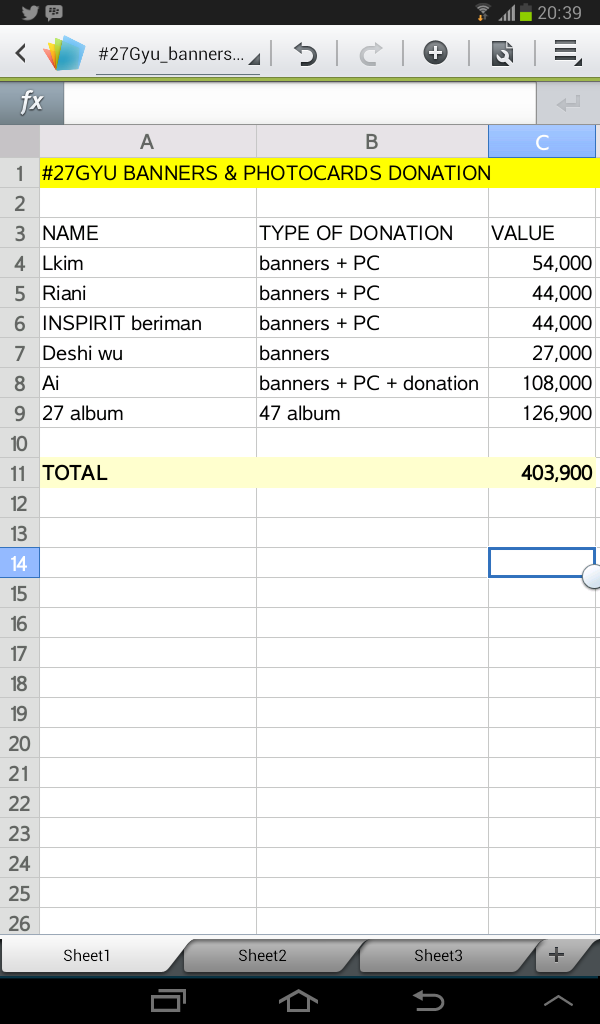 20:39
#27Gyu_banners...
fx
A B C
1 #27GYU BANNERS & PHOTOCARDS DONATION
2
3 NAME TYPE OF DONATION VALUE
4 Lkim banners + PC 54,000
5 Riani banners + PC 44,000
6 INSPIRIT beriman banners + PC 44,000
7 Deshi wu banners 27,000
8 Ai banners + PC + donation 108,000
9 27 album 47 album 126,900
10
11 TOTAL 403,900
12
13
14
15
16
17
18
19
20
21
22
23
24
25
26
Sheet1 Sheet2 Sheet3 +